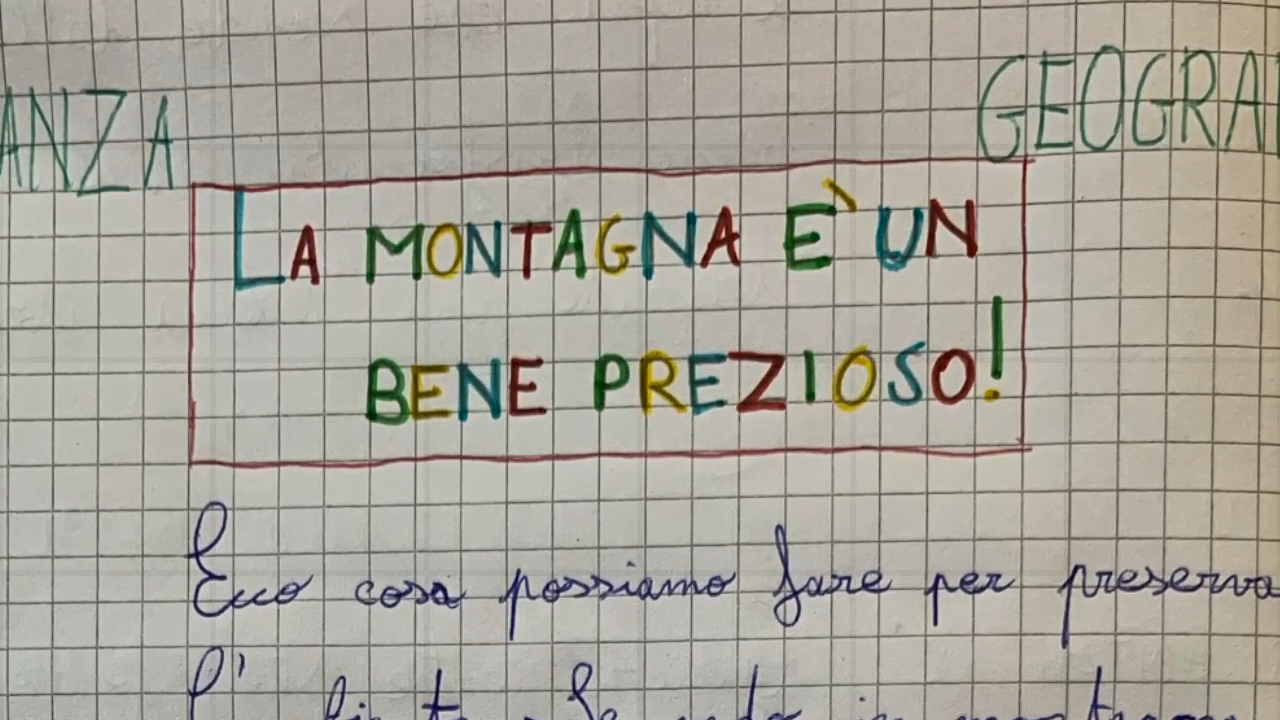 ANZA GEOGRA
LA MONTAGNA È UN
BENE PREZIOSO!
Ecco cosa possiamo fare per preserva